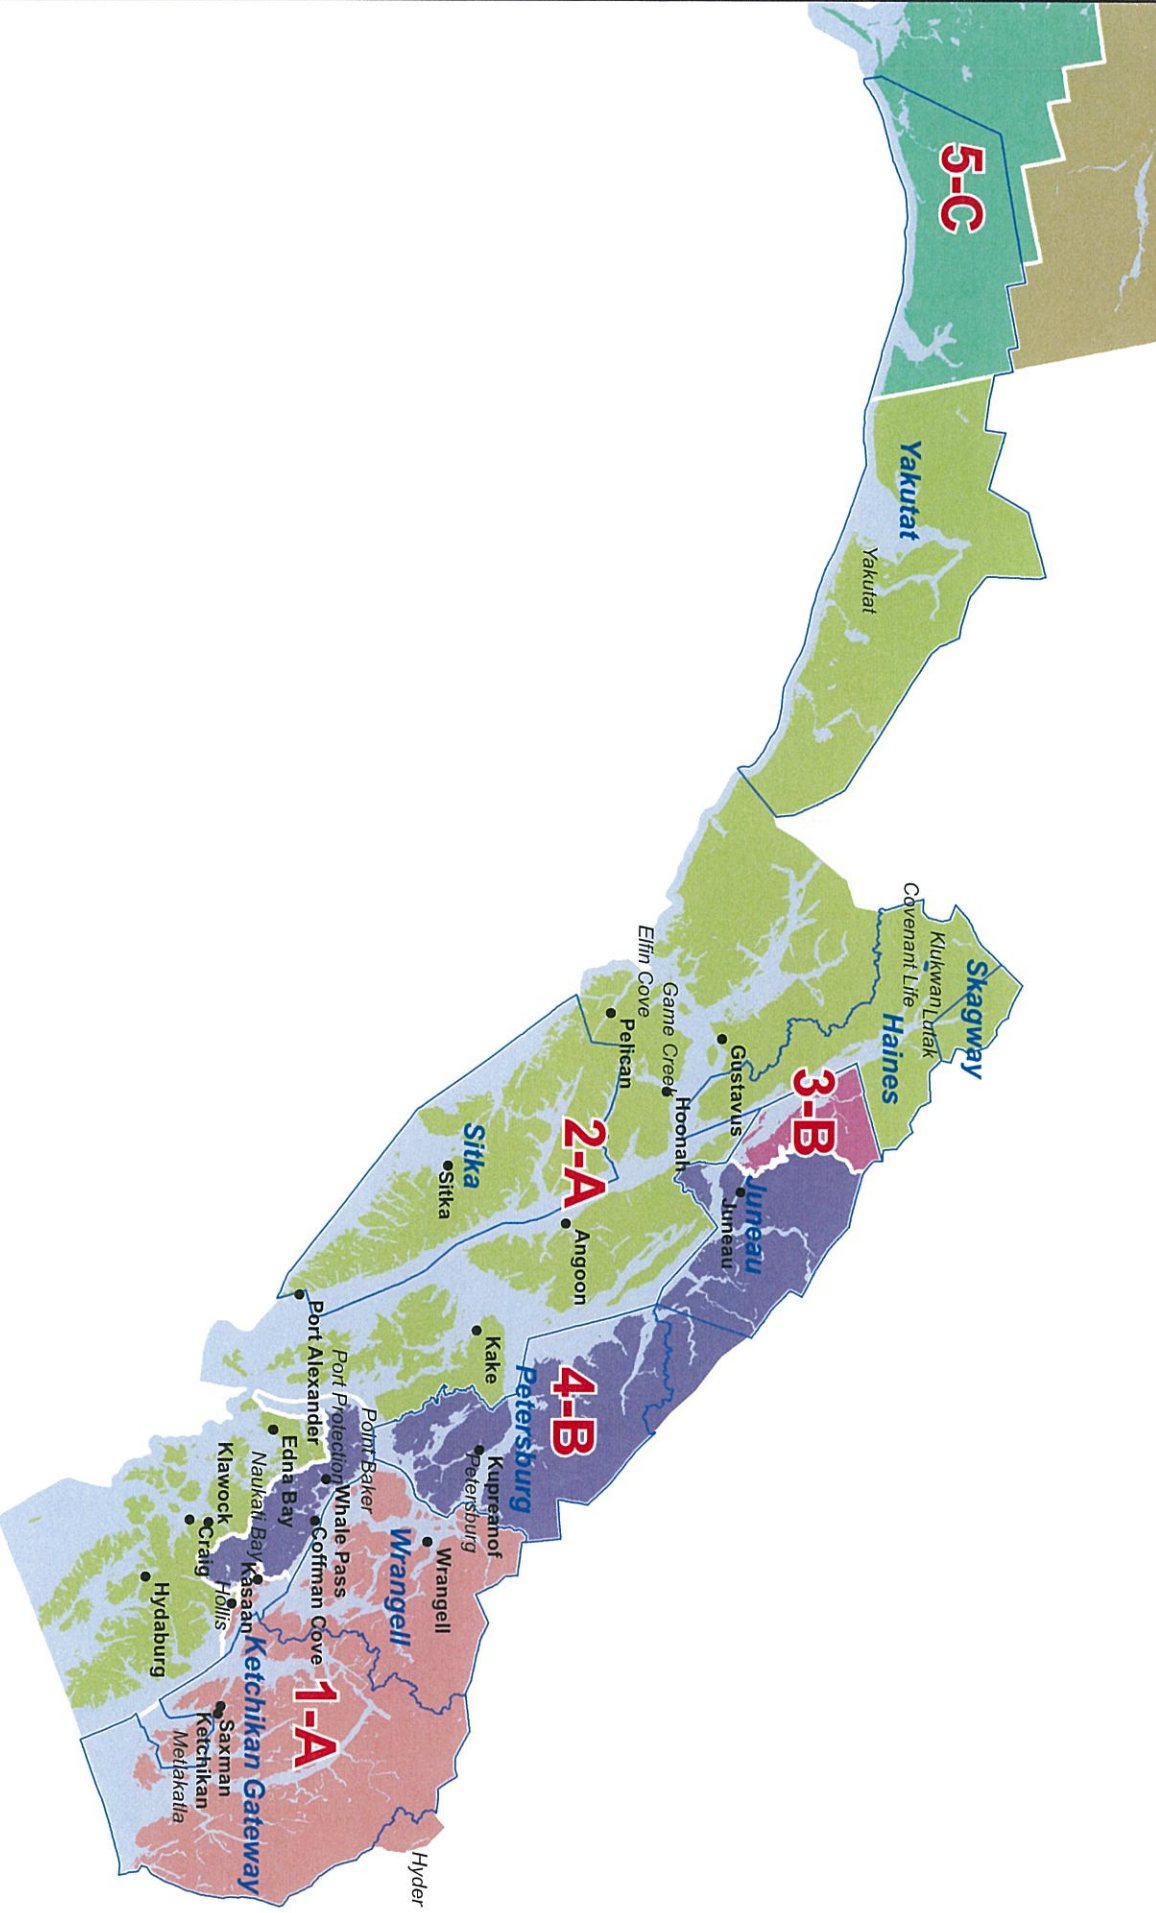 5-C
Yakutat
Yakutat
Skagway
Klukwan
Lutak
Covenant Life
Haines
3-B
Elfin Cove
Game Creek
Gustavus
Pelican
Hoonah
Juneau
Juneau
2-A
Sitka
Sitka
Angoon
Port Alexander
Kake
4-B
Petersburg
Kupreanof
Petersburg
Point Baker
Port Protection
Whale Pass
Edna Bay
Coffman Cove
Naukati Bay
Klawock
Craig
Kasaan
Hollis
Hydaburg
Wrangell
Wrangell
1-A
Ketchikan Gateway
Saxman
Ketchikan
Metlakatla
Hyder